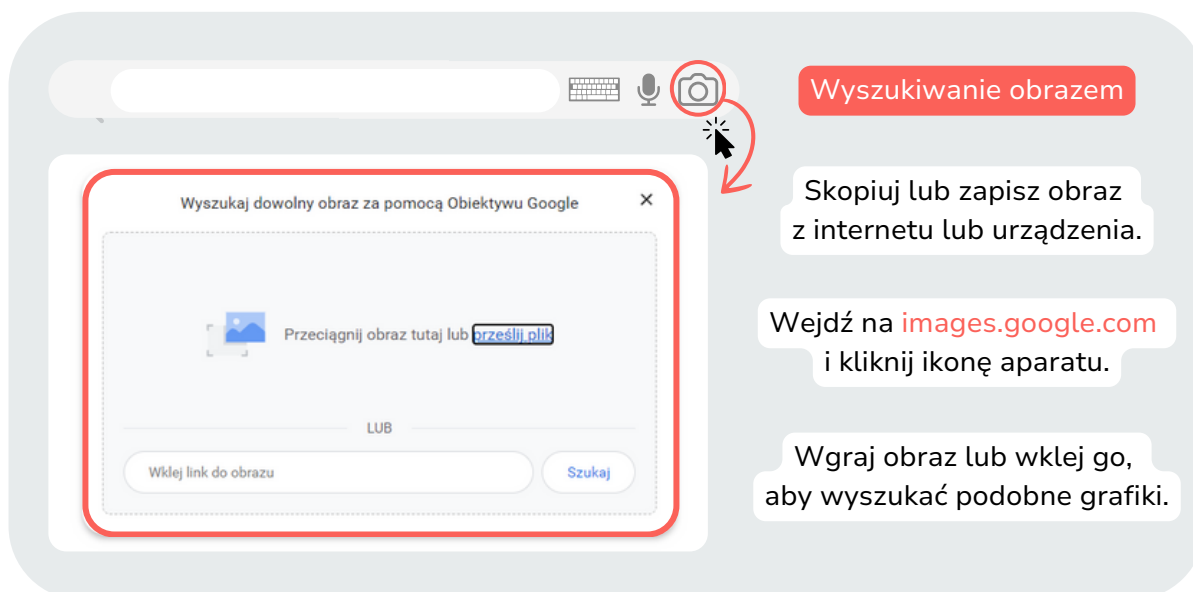 Wyszukiwanie obrazem
Wyszukaj dowolny obraz za pomocą Obiektywu Google
Przeciągnij obraz tutaj lub prześlij plik
LUB
Wklej link do obrazu
Szukaj
Skopiuj lub zapisz obraz
z internetu lub urządzenia.
Wejdź na images.google.com
i kliknij ikonę aparatu.
Wgraj obraz lub wklej go,
aby wyszukać podobne grafiki.